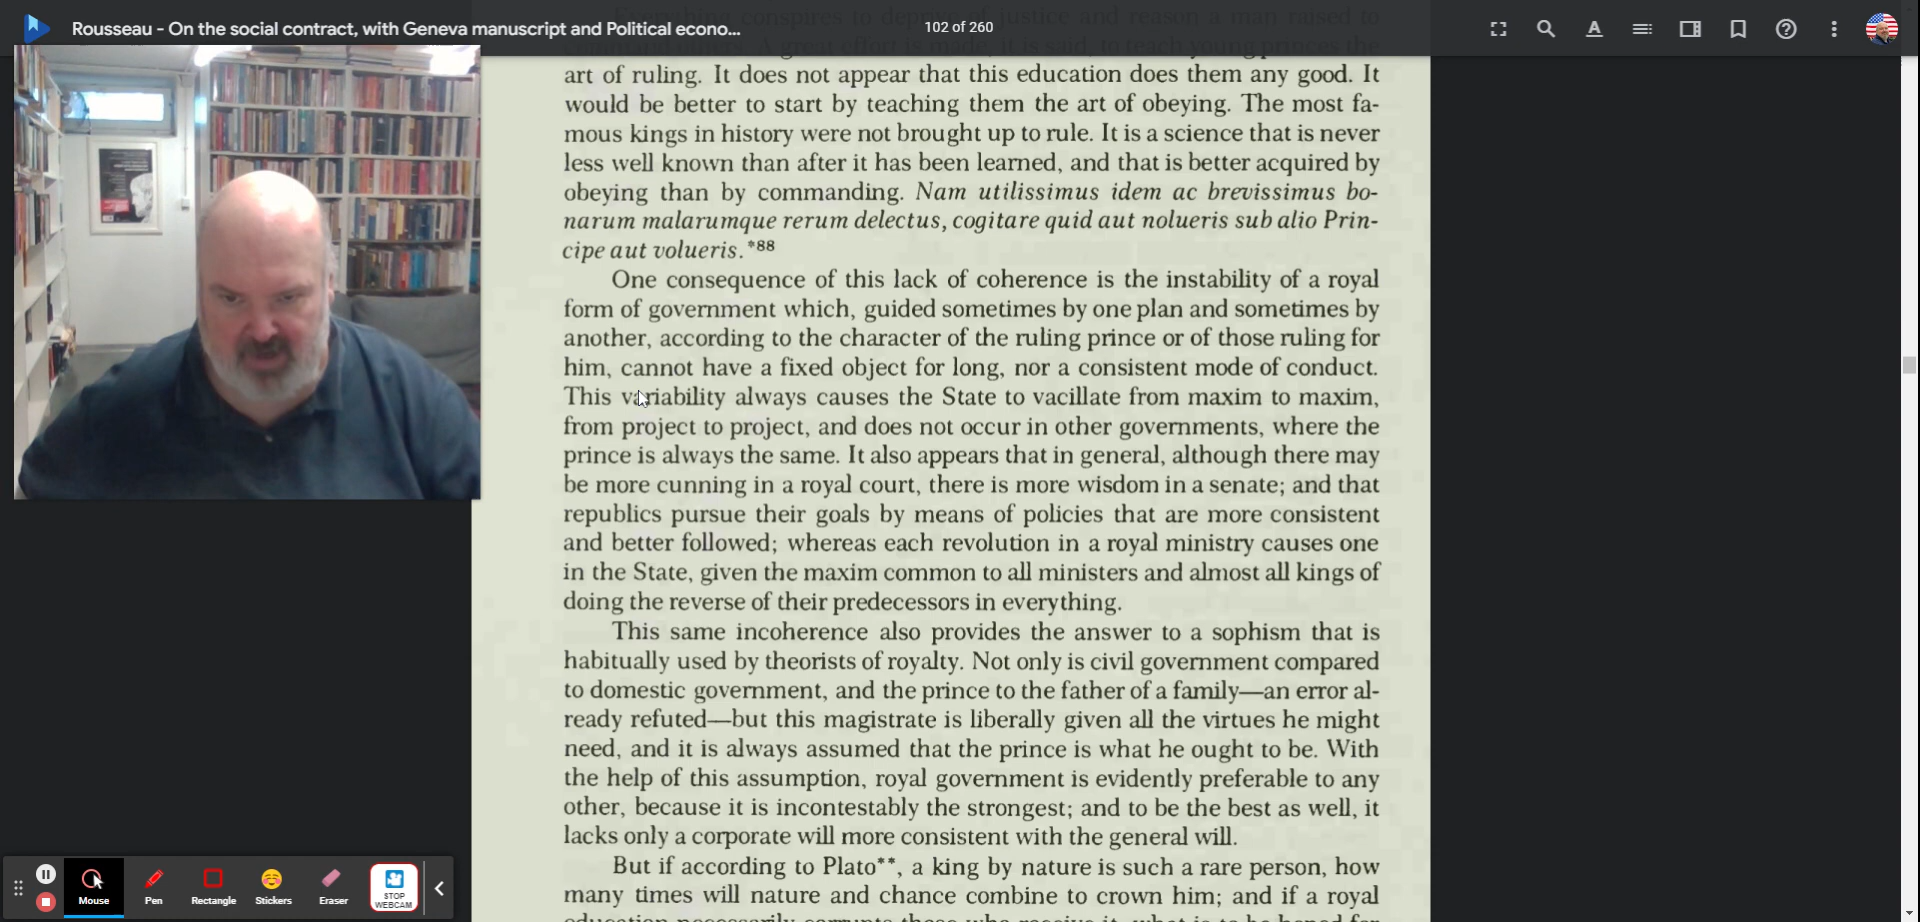 Rousseau - On the social contract, with Geneva manuscript and Political econo...
102 of 260
art of ruling. It does not appear that this education does them any good. It
would be better to start by teaching them the art of obeying. The most fa-
mous kings in history were not brought up to rule. It is a science that is never
less well known than after it has been learned, and that is better acquired by
obeying than by commanding. Nam utilissimus idem ac brevissimus bo-
narum malarumque rerum delectus, cogitare quid aut nolueris sub alio Prin-
cipe aut volueris.*88
One consequence of this lack of coherence is the instability of a royal
form of government which, guided sometimes by one plan and sometimes by
another, according to the character of the ruling prince or of those ruling for
him, cannot have a fixed object for long, nor a consistent mode of conduct.
This variability always causes the State to vacillate from maxim to maxim,
from project to project, and does not occur in other governments, where the
prince is always the same. It also appears that in general, although there may
be more cunning in a royal court, there is more wisdom in a senate; and that
republics pursue their goals by means of policies that are more consistent
and better followed; whereas each revolution in a royal ministry causes one
in the State, given the maxim common to all ministers and almost all kings of
doing the reverse of their predecessors in everything.
This same incoherence also provides the answer to a sophism that is
habitually used by theorists of royalty. Not only is civil government compared
to domestic government, and the prince to the father of a family—an error al-
ready refuted—but this magistrate is liberally given all the virtues he might
need, and it is always assumed that the prince is what he ought to be. With
the help of this assumption, royal government is evidently preferable to any
other, because it is incontestably the strongest; and to be the best as well, it
lacks only a corporate will more consistent with the general will.
But if according to Plato**, a king by nature is such a rare person, how
many times will nature and chance combine to crown him; and if a royal
Mouse
Pen
Rectangle
Stickers
Eraser
STOP
WEBCAM